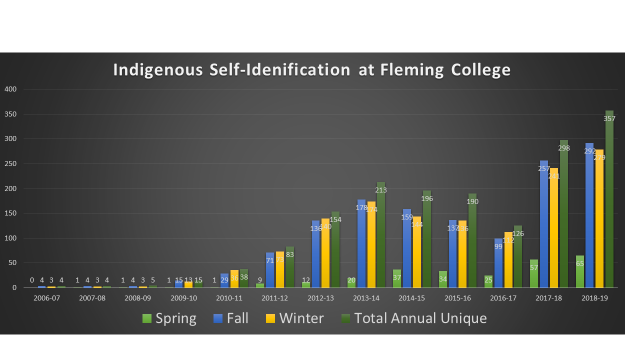 Indigenous Self-Idenification at Fleming College
400
350
300
250
200
150
100
50
0
0 4 3 4
1 4 3 4
1 4 3 5
1 15 13 15
1 29 38
9 71 83
12 136 140 154
20 178 213
37 159 196
34 137 136 190
25 99 112 126
57 257 241 298
65 292 279 357
2006-07 2007-08 2008-09 2009-10 2010-11 2011-12 2012-13 2013-14 2014-15 2015-16 2016-17 2017-18 2018-19
Spring Fall Winter Total Annual Unique